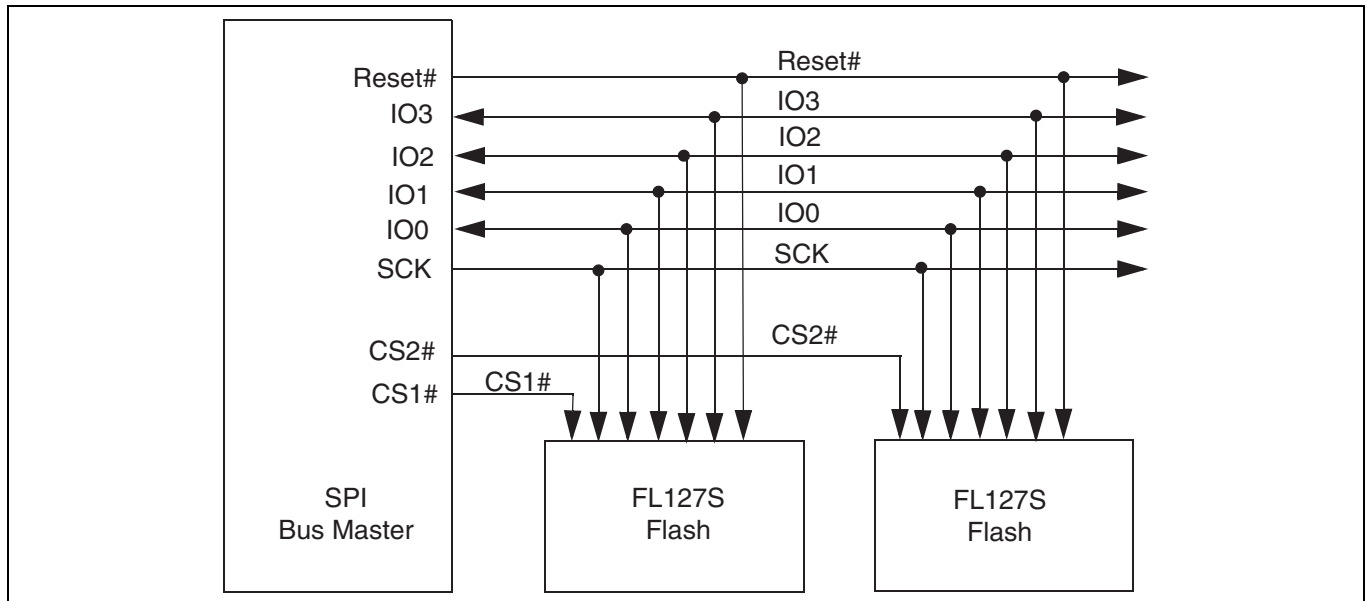 Reset#
Reset#
IO3
IO3
IO2
IO2
IO1
IO1
IO0
IO0
SCK
SCK
CS2#
CS2#
CS1#
CS1#
SPI
Bus Master
FL127S
Flash
FL127S
Flash